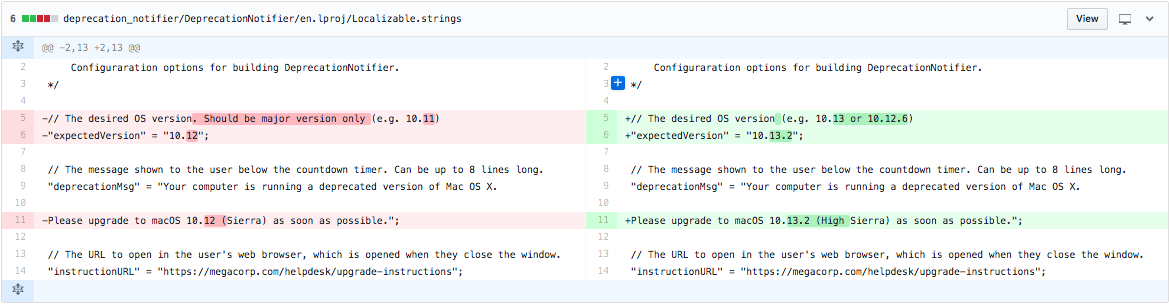 6 deprecation_notifier/DeprecationNotifier/en.lproj/Localizable.strings View
@@ -2,13 +2,13 @@
2 Configuraration options for building DeprecationNotifier.
3 */
4
5 -// The desired OS version. Should be major version only (e.g. 10.11)
6 -"expectedVersion" = "10.12";
7
8 // The message shown to the user below the countdown timer. Can be up to 8 lines long.
9 "deprecationMsg" = "Your computer is running a deprecated version of Mac OS X.
10
11 -Please upgrade to macOS 10.12 (Sierra) as soon as possible.";
12
13 // The URL to open in the user's web browser, which is opened when they close the window.
14 "instructionURL" = "https://megacorp.com/helpdesk/upgrade-instructions";
2 Configuraration options for building DeprecationNotifier.
3 */
4
5 +// The desired OS version (e.g. 10.13 or 10.12.6)
6 +"expectedVersion" = "10.13.2";
7
8 // The message shown to the user below the countdown timer. Can be up to 8 lines long.
9 "deprecationMsg" = "Your computer is running a deprecated version of Mac OS X.
10
11 +Please upgrade to macOS 10.13.2 (High Sierra) as soon as possible.";
12
13 // The URL to open in the user's web browser, which is opened when they close the window.
14 "instructionURL" = "https://megacorp.com/helpdesk/upgrade-instructions";